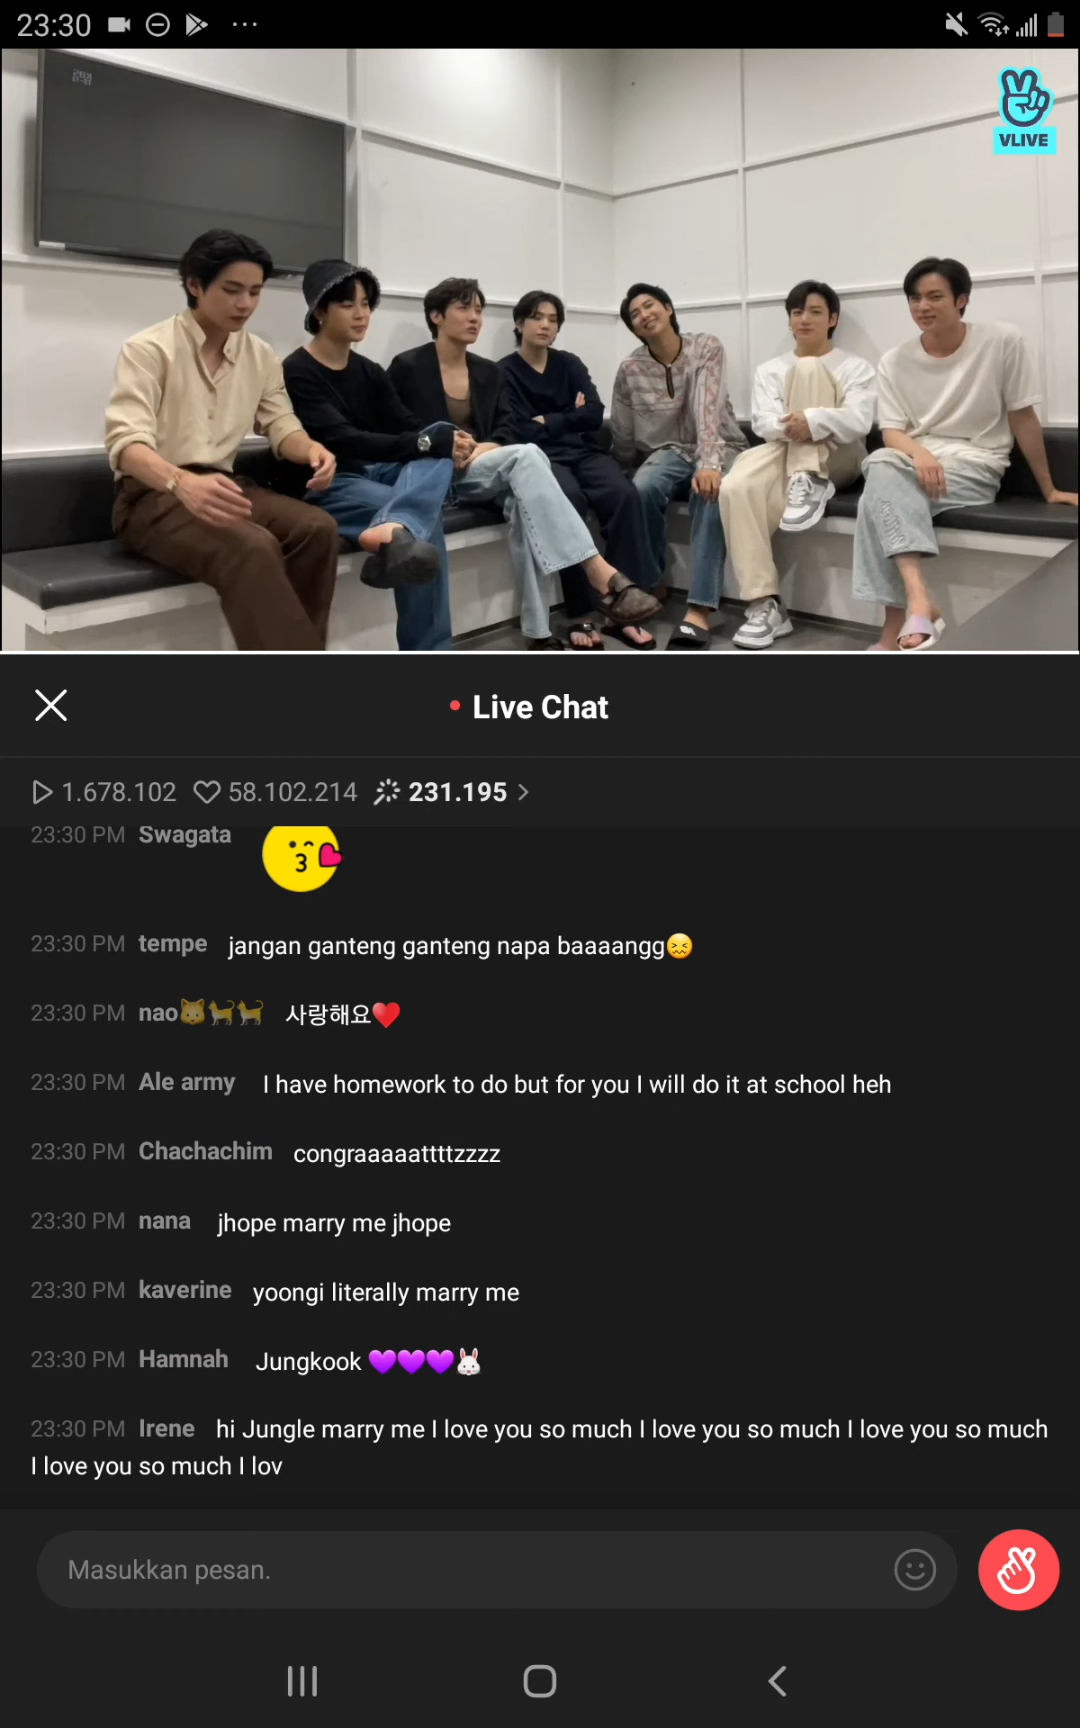 23:30
VLIVE
Live Chat
1.678.102 58.102.214 231.195
23:30 PM Swagata
23:30 PM tempe jangan ganteng ganteng napa baaaangg😖
23:30 PM nao🐱🐈🐈 사랑해요❤️
23:30 PM Ale army I have homework to do but for you I will do it at school heh
23:30 PM Chachachim congraaaaattttzzzz
23:30 PM nana jhope marry me jhope
23:30 PM kaverine yoongi literally marry me
23:30 PM Hamnah Jungkook 💜💜💜🐰
23:30 PM Irene hi Jungle marry me I love you so much I love you so much I love you so much
I love you so much I lov
Masukkan pesan.